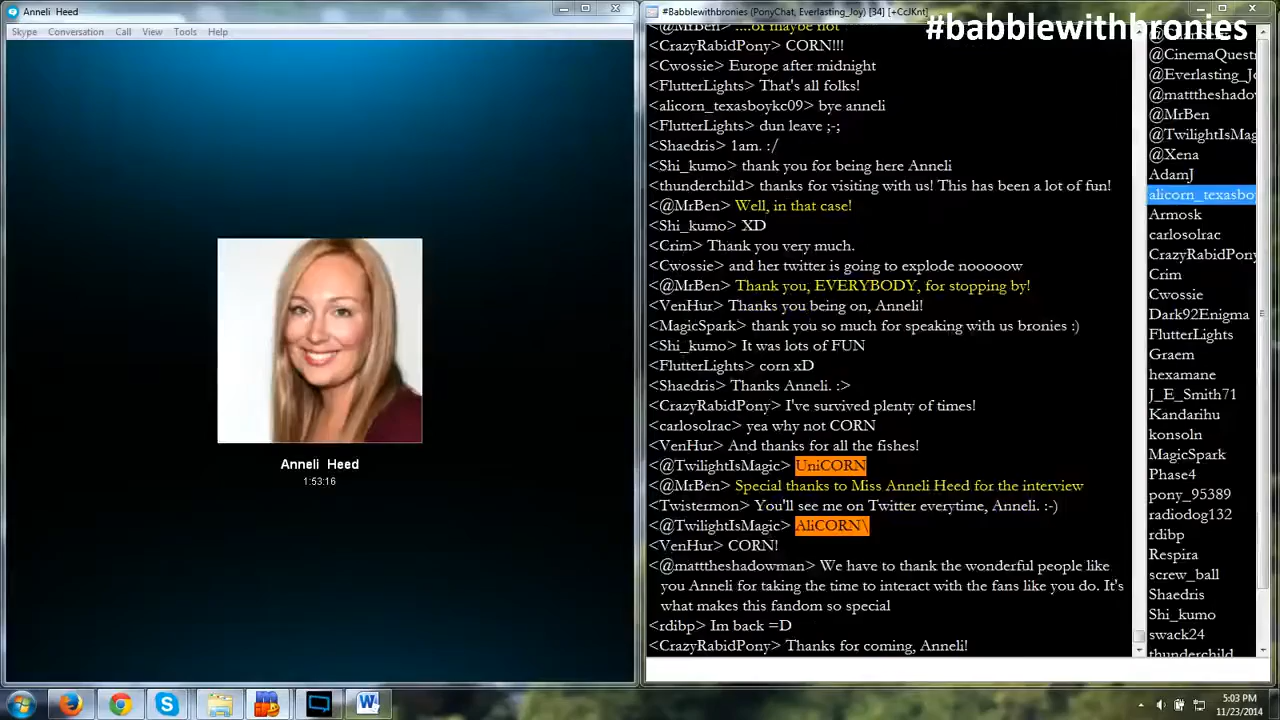 Anneli Heed
Skype Conversation Call View Tools Help
Anneli Heed
1:53:16
#Babblewithbronies (PonyChat, Everlasting_Joy) [34] [+CcJKnt]
#babblewithbronies
....or maybe not
<CrazyRabidPony> CORN!!!
<Cwossie> Europe after midnight
<FlutterLights> That's all folks!
<alicorn_texasboykc09> bye anneli
<FlutterLights> dun leave ;-;
<Shaedris> 1am. :/
<Shi_kumo> thank you for being here Anneli
<thunderchild> thanks for visiting with us! This has been a lot of fun!
<@MrBen> Well, in that case!
<Shi_kumo> XD
<Crim> Thank you very much.
<Cwossie> and her twitter is going to explode nooooow
<@MrBen> Thank you, EVERYBODY, for stopping by!
<VenHur> Thanks you being on, Anneli!
<MagicSpark> thank you so much for speaking with us bronies :)
<Shi_kumo> It was lots of FUN
<FlutterLights> corn xD
<Shaedris> Thanks Anneli. :>
<CrazyRabidPony> I've survived plenty of times!
<carlosolrac> yea why not CORN
<VenHur> And thanks for all the fishes!
<@TwilightIsMagic> UniCORN
<@MrBen> Special thanks to Miss Anneli Heed for the interview
<Twistermon> You'll see me on Twitter everytime, Anneli. :-)
<@TwilightIsMagic> AliCORN\
<VenHur> CORN!
<@matttheshadowman> We have to thank the wonderful people like
you Anneli for taking the time to interact with the fans like you do. It's
what makes this fandom so special
<rdibp> Im back =D
<CrazyRabidPony> Thanks for coming, Anneli!
@CinemaQuestr
@Everlasting_Jo
@matttheshadow
@MrBen
@TwilightIsMag
@Xena
AdamJ
alicorn_texasboy
Armosk
carlosolrac
CrazyRabidPony
Crim
Cwossie
Dark92Enigma
FlutterLights
Graem
hexamane
J_E_Smith71
Kandarihu
konsoln
MagicSpark
Phase4
pony_95389
radiodog132
rdibp
Respira
screw_ball
Shaedris
Shi_kumo
swack24
thunderchild
5:03 PM
11/23/2014